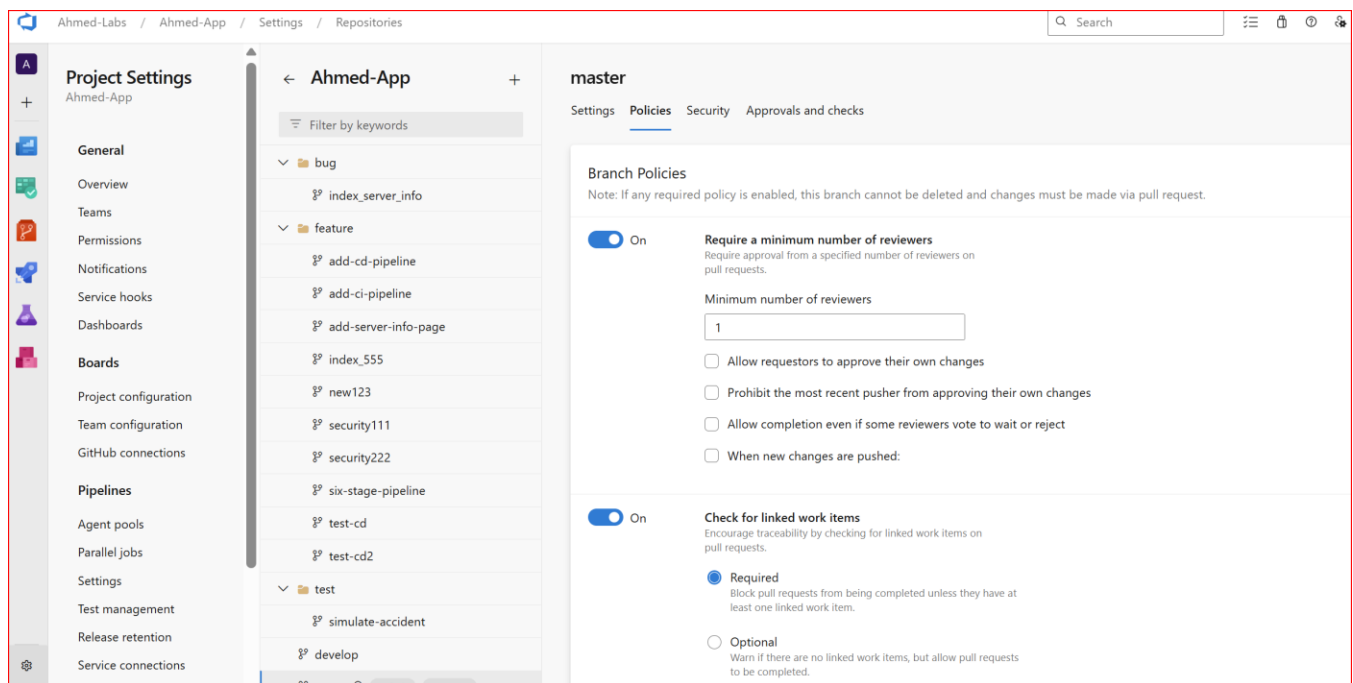 Ahmed-Labs / Ahmed-App / Settings / Repositories
Search
A
Project Settings
Ahmed-App
General
Overview
Teams
Permissions
Notifications
Service hooks
Dashboards
Boards
Project configuration
Team configuration
GitHub connections
Pipelines
Agent pools
Parallel jobs
Settings
Test management
Release retention
Service connections
Ahmed-App
Filter by keywords
bug
index_server_info
feature
add-cd-pipeline
add-ci-pipeline
add-server-info-page
index_555
new123
security111
security222
six-stage-pipeline
test-cd
test-cd2
test
simulate-accident
develop
master
Settings Policies Security Approvals and checks
Branch Policies
Note: If any required policy is enabled, this branch cannot be deleted and changes must be made via pull request.
On
Require a minimum number of reviewers
Require approval from a specified number of reviewers on
pull requests.
Minimum number of reviewers
1
Allow requestors to approve their own changes
Prohibit the most recent pusher from approving their own changes
Allow completion even if some reviewers vote to wait or reject
When new changes are pushed:
On
Check for linked work items
Encourage traceability by checking for linked work items on
pull requests.
Required
Block pull requests from being completed unless they have at
least one linked work item.
Optional
Warn if there are no linked work items, but allow pull requests
to be completed.